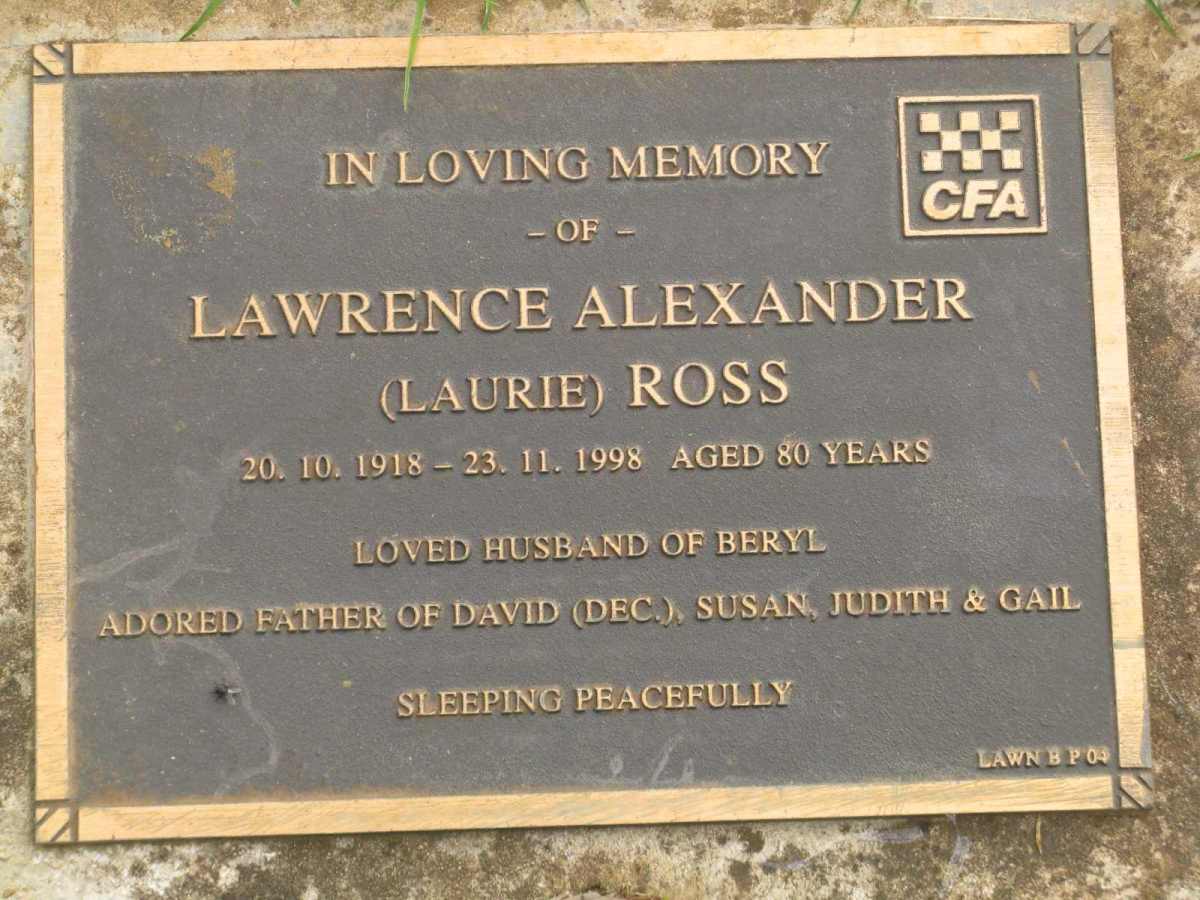 IN LOVING MEMORY
CFA
– OF –
LAWRENCE ALEXANDER
(LAURIE) ROSS
20. 10. 1918 – 23. 11. 1998 AGED 80 YEARS
LOVED HUSBAND OF BERYL
ADORED FATHER OF DAVID (DEC.), SUSAN, JUDITH & GAIL
SLEEPING PEACEFULLY
LAWN B P 04